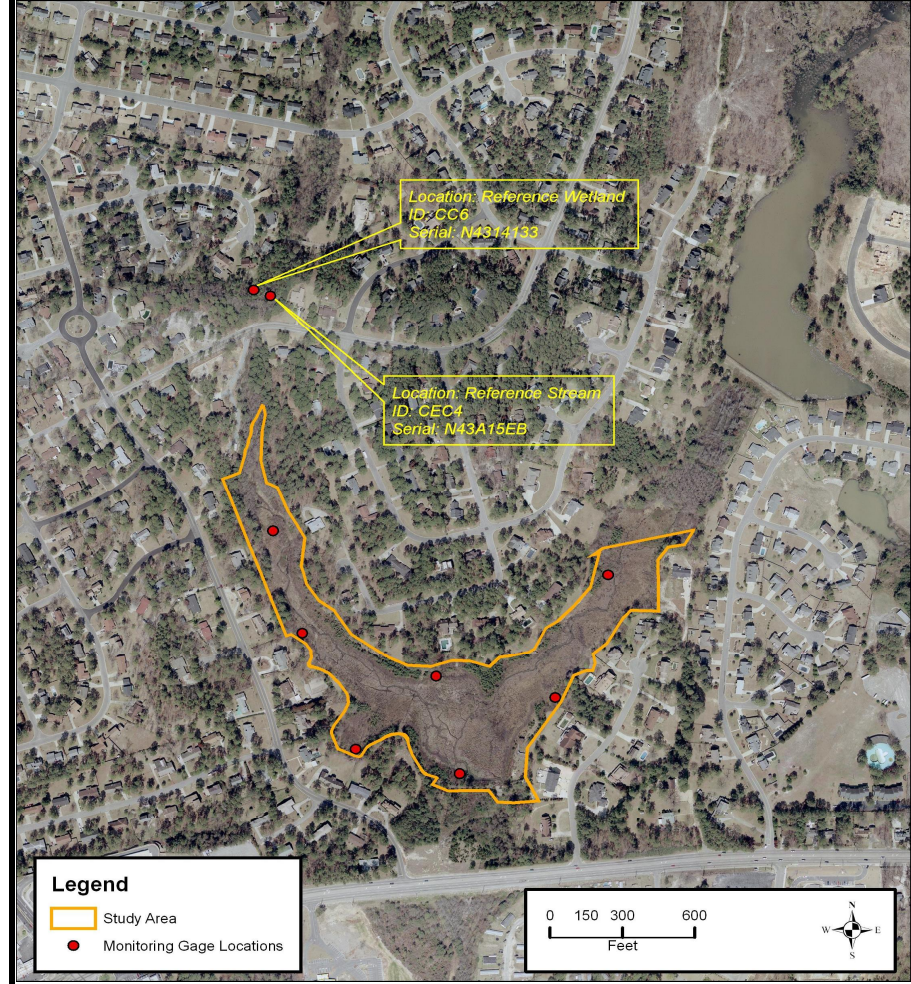 Location: Reference Wetland
ID: CC6
Serial: N4314133
Location: Reference Stream
ID: CEC4
Serial: N43A15EB
Legend
Study Area
Monitoring Gage Locations
0 150 300 600
Feet
N
W E
S